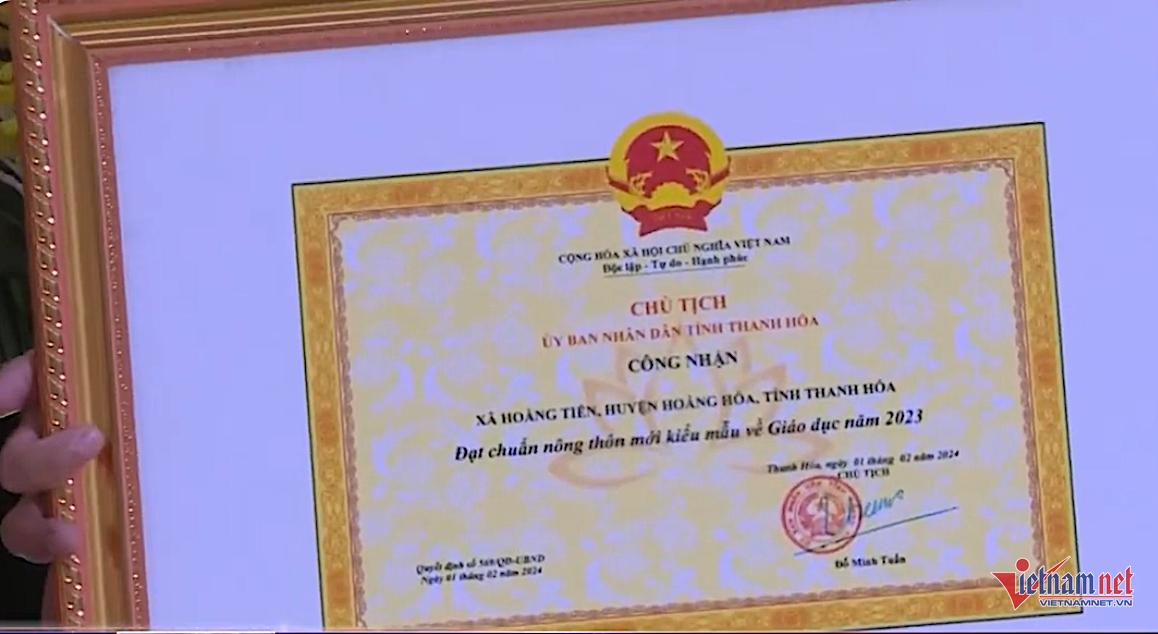 CỘNG HÒA XÃ HỘI CHỦ NGHĨA VIỆT NAM
Độc lập - Tự do - Hạnh phúc
CHỦ TỊCH
ỦY BAN NHÂN DÂN TỈNH THANH HÓA
CÔNG NHẬN
XÃ HOẰNG TIẾN, HUYỆN HOẰNG HÓA, TỈNH THANH HÓA
Đạt chuẩn nông thôn mới kiểu mẫu về Giáo dục năm 2023
Thanh Hóa, ngày 01 tháng 02 năm 2024
CHỦ TỊCH
Quyết định số 569/QĐ-UBND
Ngày 01 tháng 02 năm 2024
Đỗ Minh Tuấn
Vietnamnet
VIETNAMNET.VN